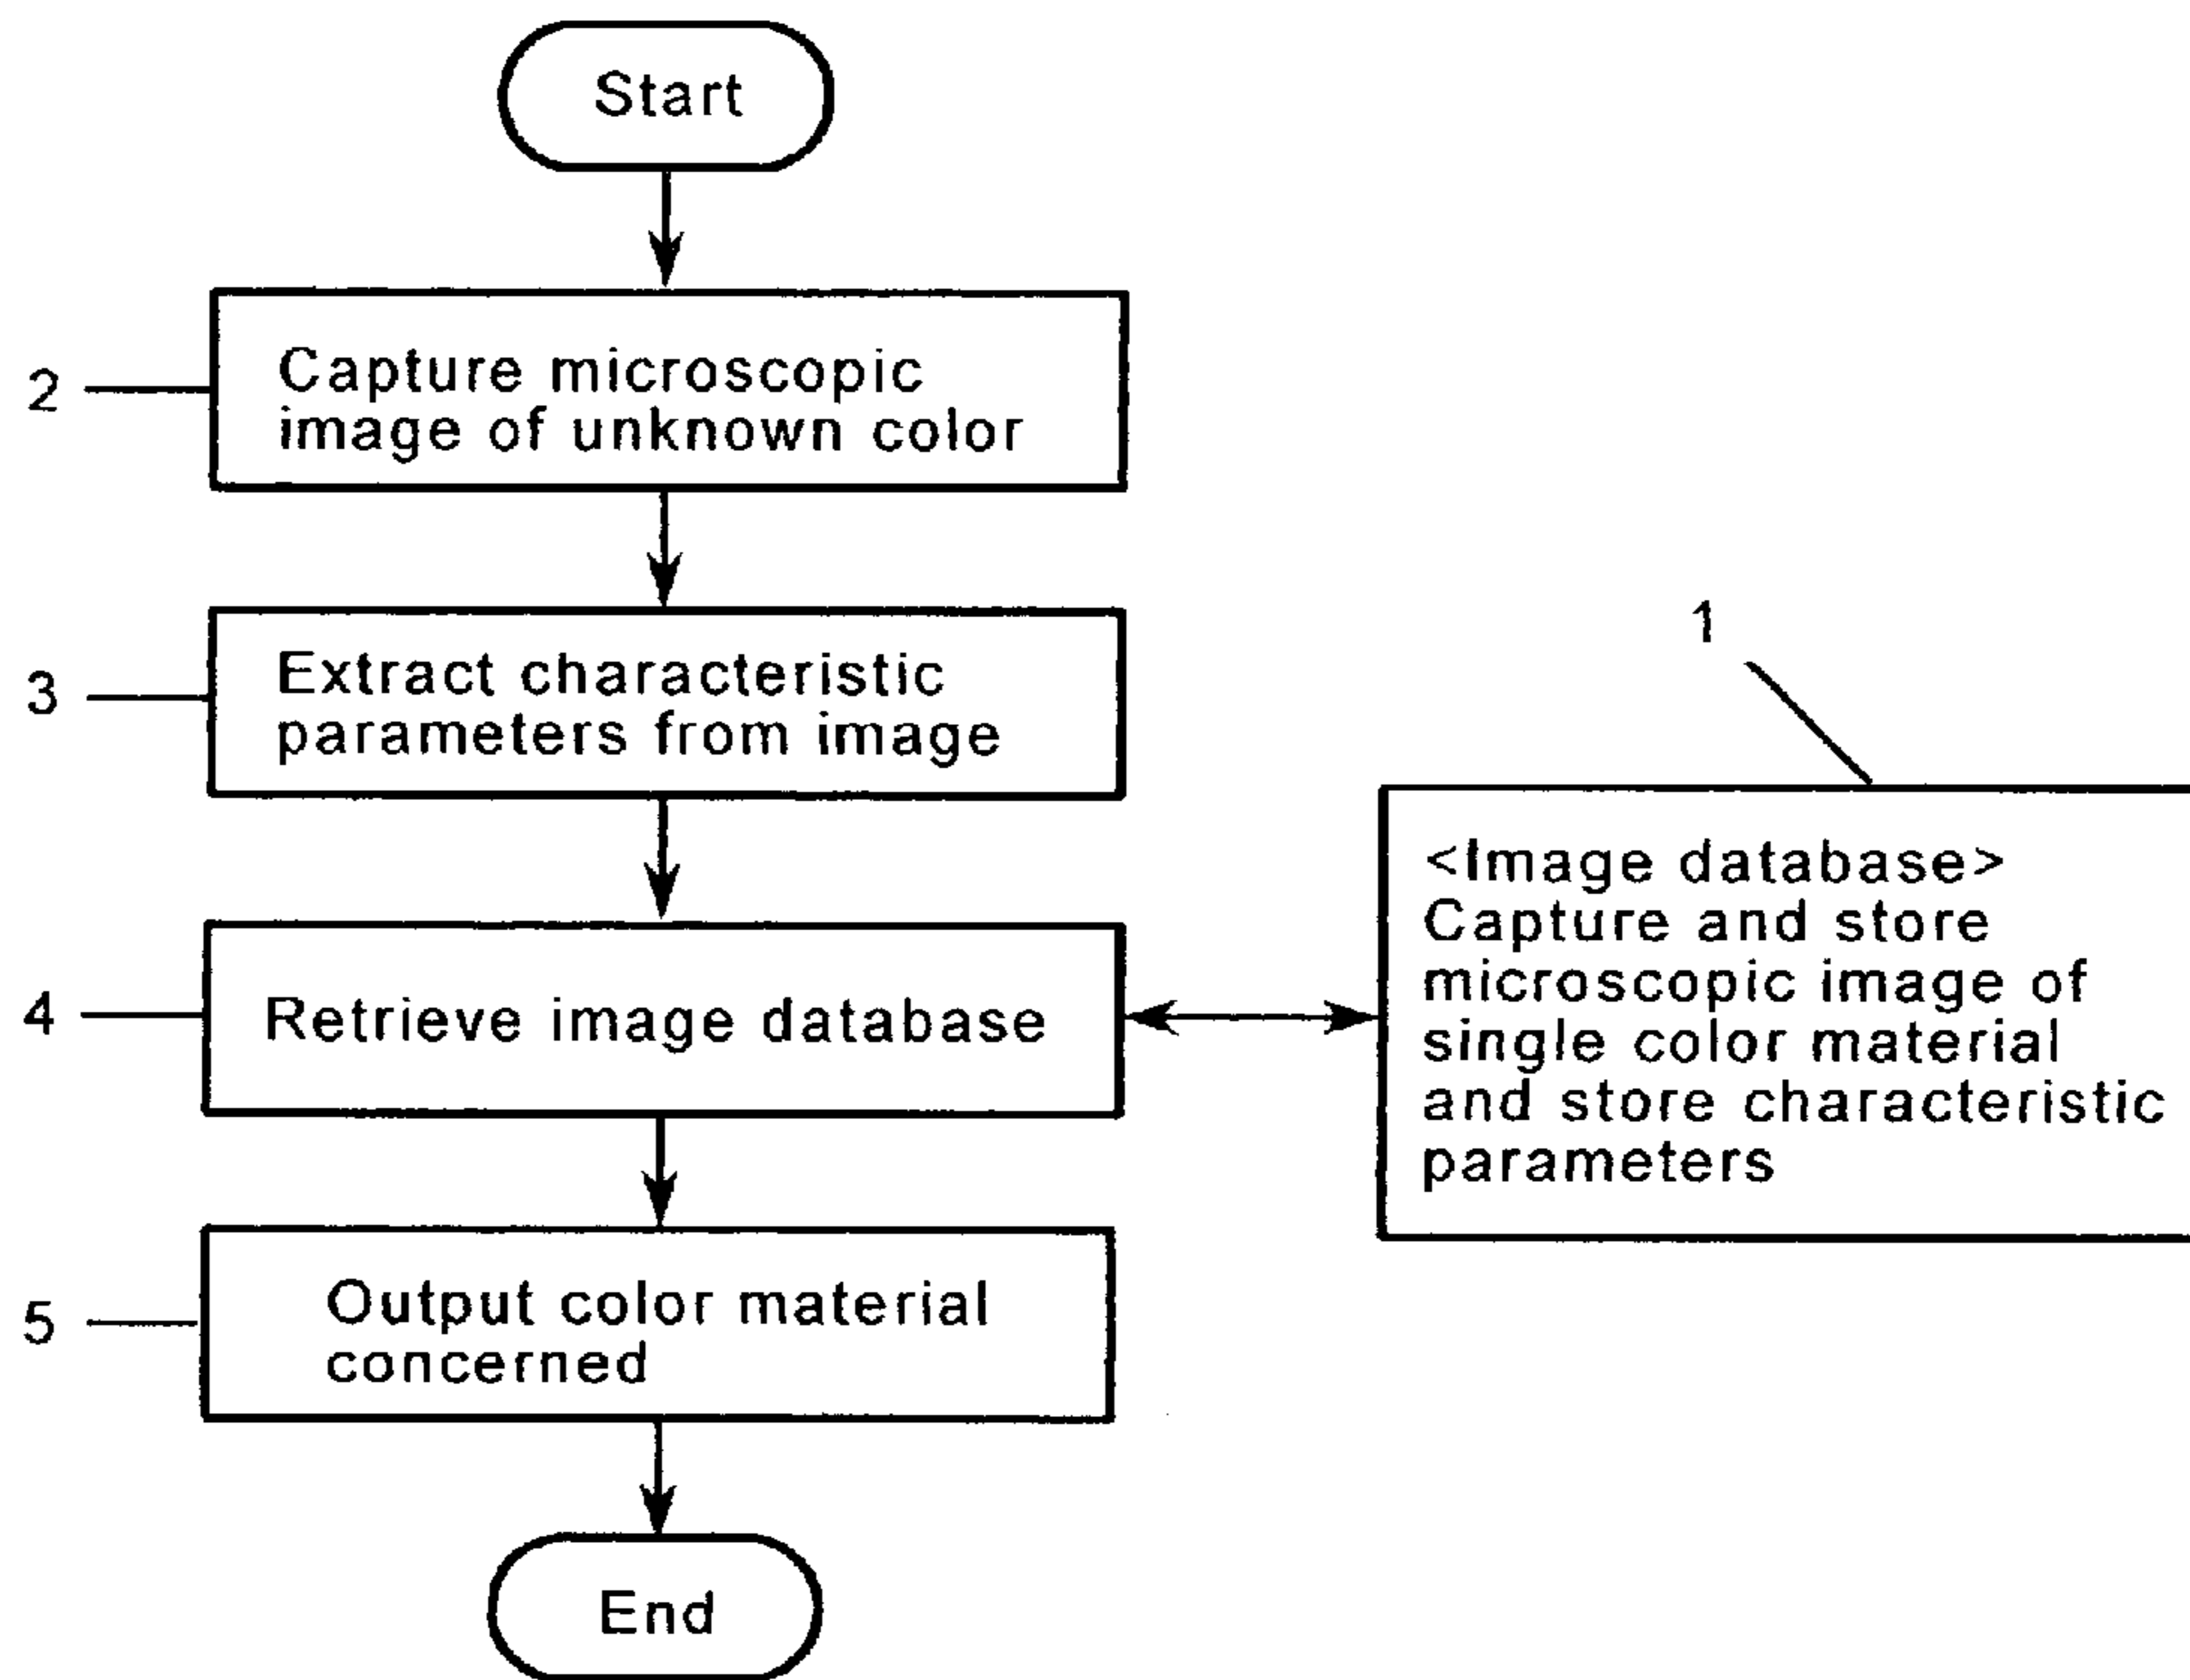 Start
2
Capture microscopic
image of unknown color
3
Extract characteristic
parameters from image
1
<Image database>
Capture and store
microscopic image of
single color material
and store characteristic
parameters
4
Retrieve image database
5
Output color material
concerned
End